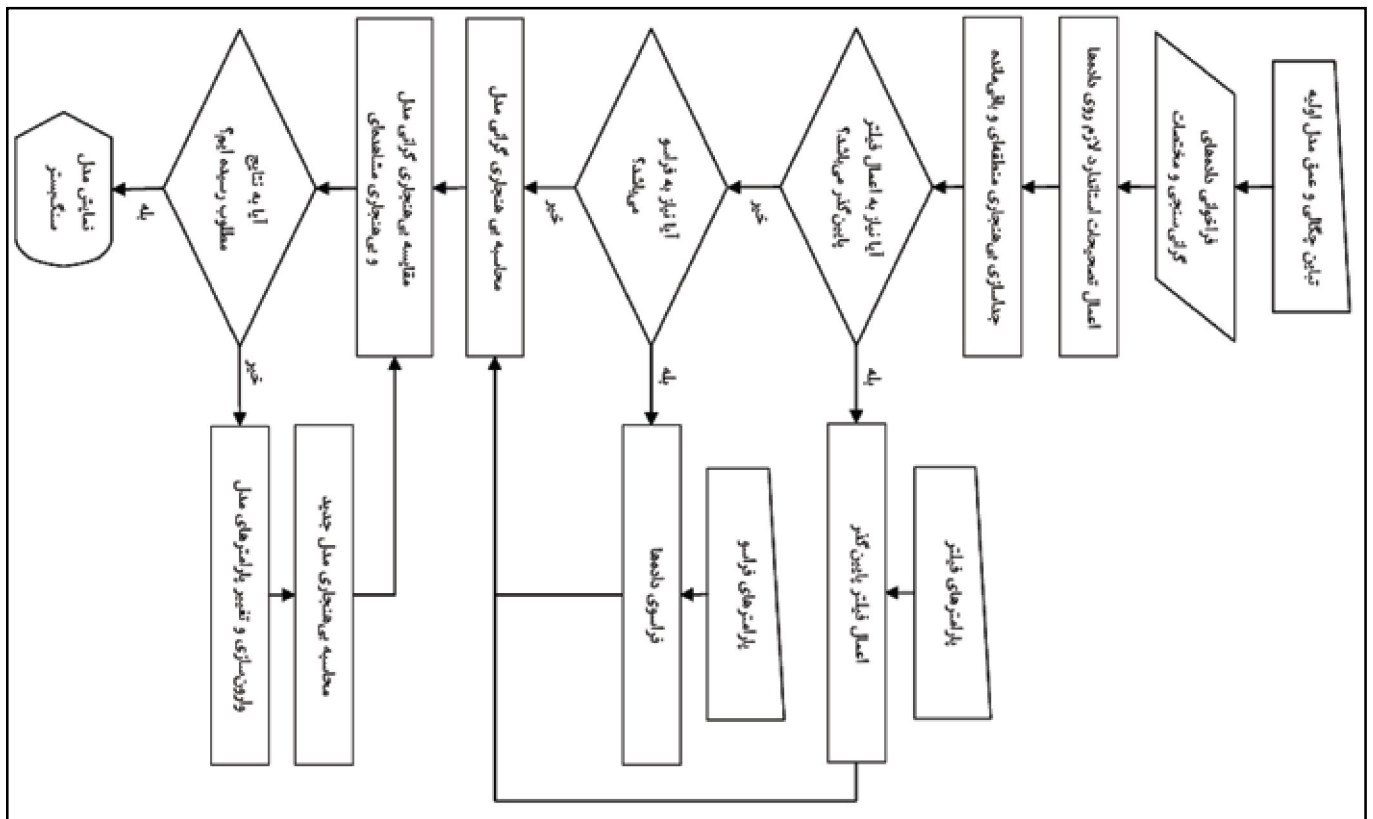 تباین چگالی و عمق مدل اولیه
فراخوانی داده‌های
گرانی‌سنجی و مختصات
اعمال تصحیحات استاندارد لازم روی داده‌ها
جداسازی بی‌هنجاری منطقه‌ای و باقی‌مانده
آیا نیاز به اعمال فیلتر
پایین‌گذر می‌باشد؟
بله
خیر
پارامترهای فیلتر
اعمال فیلتر پایین‌گذر
آیا نیاز به فراسو
می‌باشد؟
بله
خیر
پارامترهای فراسو
فراسوی داده‌ها
محاسبه بی هنجاری گرانی مدل
مقایسه بی‌هنجاری گرانی مدل
و بی‌هنجاری مشاهده‌ای
آیا به نتایج
مطلوب رسیده ایم؟
خیر
بله
وارون‌سازی و تغییر پارامترهای مدل
محاسبه بی‌هنجاری مدل جدید
نمایش مدل
سنگ‌بستر